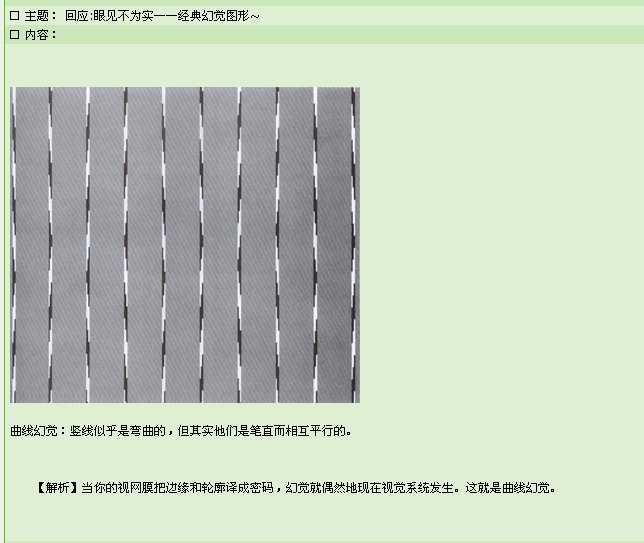 □ 主题： 回应:眼见不为实——经典幻觉图形～
□ 内容：
曲线幻觉：竖线似乎是弯曲的，但其实他们是笔直而相互平行的。
【解析】当你的视网膜把边缘和轮廓译成密码，幻觉就偶然地现在视觉系统发生。这就是曲线幻觉。